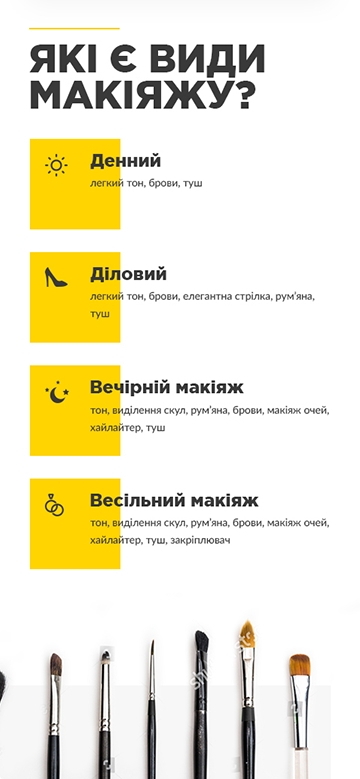 ЯКІ Є ВИДИ
МАКІЯЖУ?
Денний
легкий тон, брови, туш
Діловий
легкий тон, брови, елегантна стрілка, рум'яна,
туш
Вечірній макіяж
тон, виділення скул, рум'яна, брови, макіяж очей,
хайлайтер, туш
Весільний макіяж
тон, виділення скул, рум'яна, брови, макіяж очей,
хайлайтер, туш, закріплювач